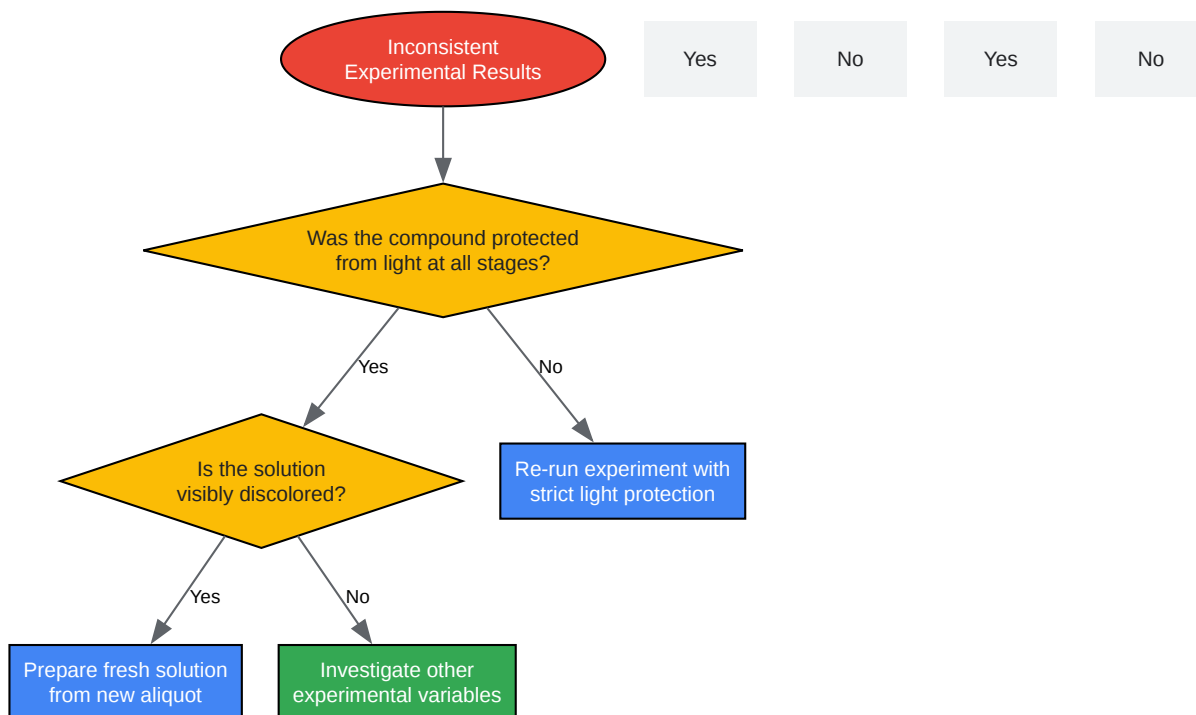 Inconsistent
Experimental Results
Yes
No
Yes
No
Was the compound protected
from light at all stages?
Yes
No
Is the solution
visibly discolored?
Re-run experiment with
strict light protection
Yes
No
Prepare fresh solution
from new aliquot
Investigate other
experimental variables